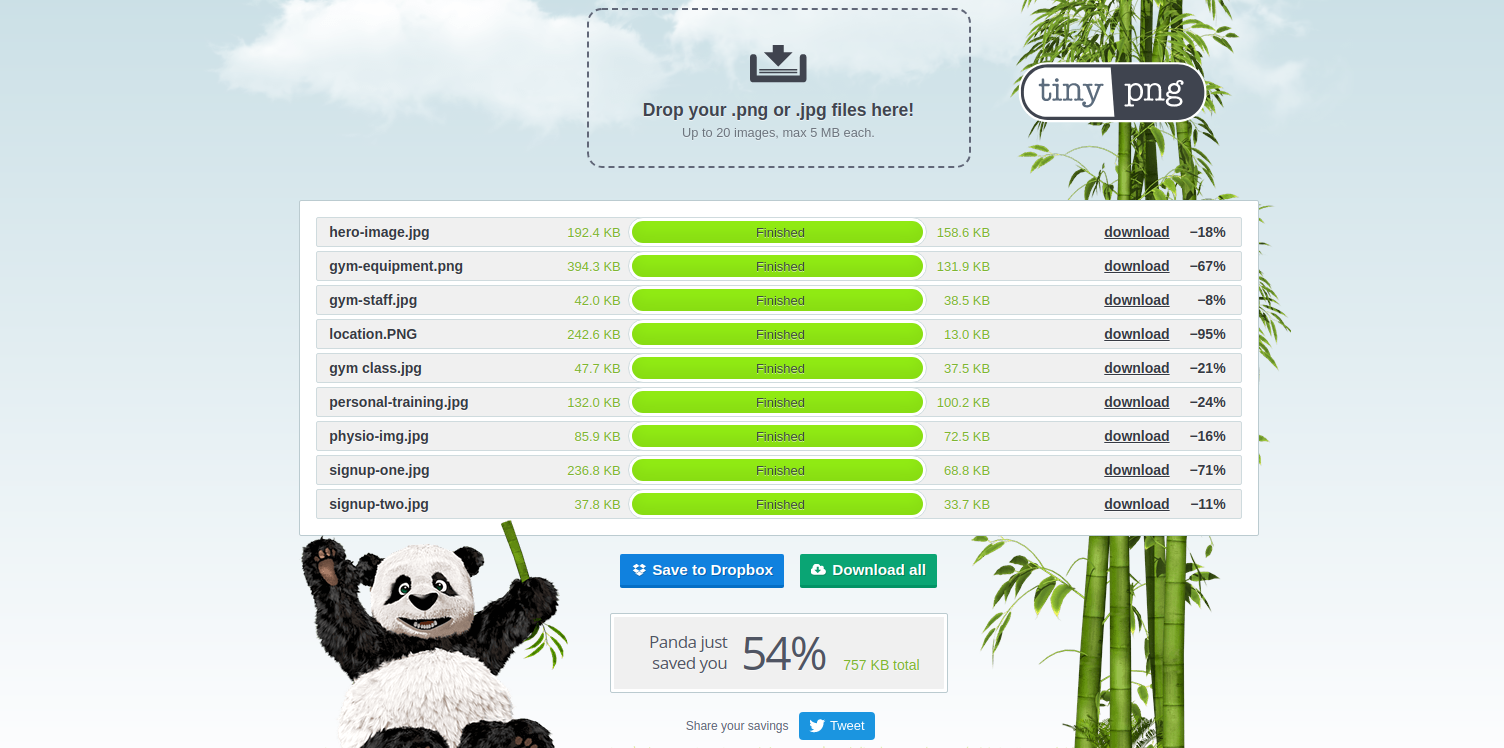 Drop your .png or .jpg files here!
Up to 20 images, max 5 MB each.
tiny png
hero-image.jpg 192.4 KB Finished 158.6 KB download −18%
gym-equipment.png 394.3 KB Finished 131.9 KB download −67%
gym-staff.jpg 42.0 KB Finished 38.5 KB download −8%
location.PNG 242.6 KB Finished 13.0 KB download −95%
gym class.jpg 47.7 KB Finished 37.5 KB download −21%
personal-training.jpg 132.0 KB Finished 100.2 KB download −24%
physio-img.jpg 85.9 KB Finished 72.5 KB download −16%
signup-one.jpg 236.8 KB Finished 68.8 KB download −71%
signup-two.jpg 37.8 KB Finished 33.7 KB download −11%
Save to Dropbox Download all
Panda just
saved you 54% 757 KB total
Share your savings Tweet